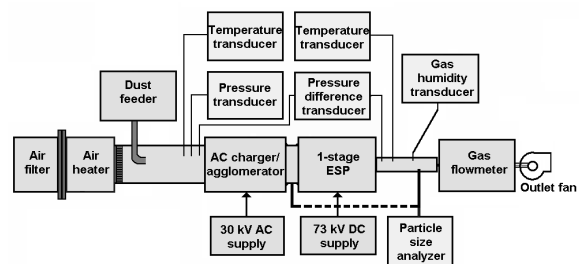 Temperature
transducer
Temperature
transducer
Gas
humidity
transducer
Dust
feeder
Pressure
transducer
Pressure
difference
transducer
Air
filter
Air
heater
AC charger/
agglomerator
1-stage
ESP
Gas
flowmeter
Outlet fan
30 kV AC
supply
73 kV DC
supply
Particle
size
analyzer